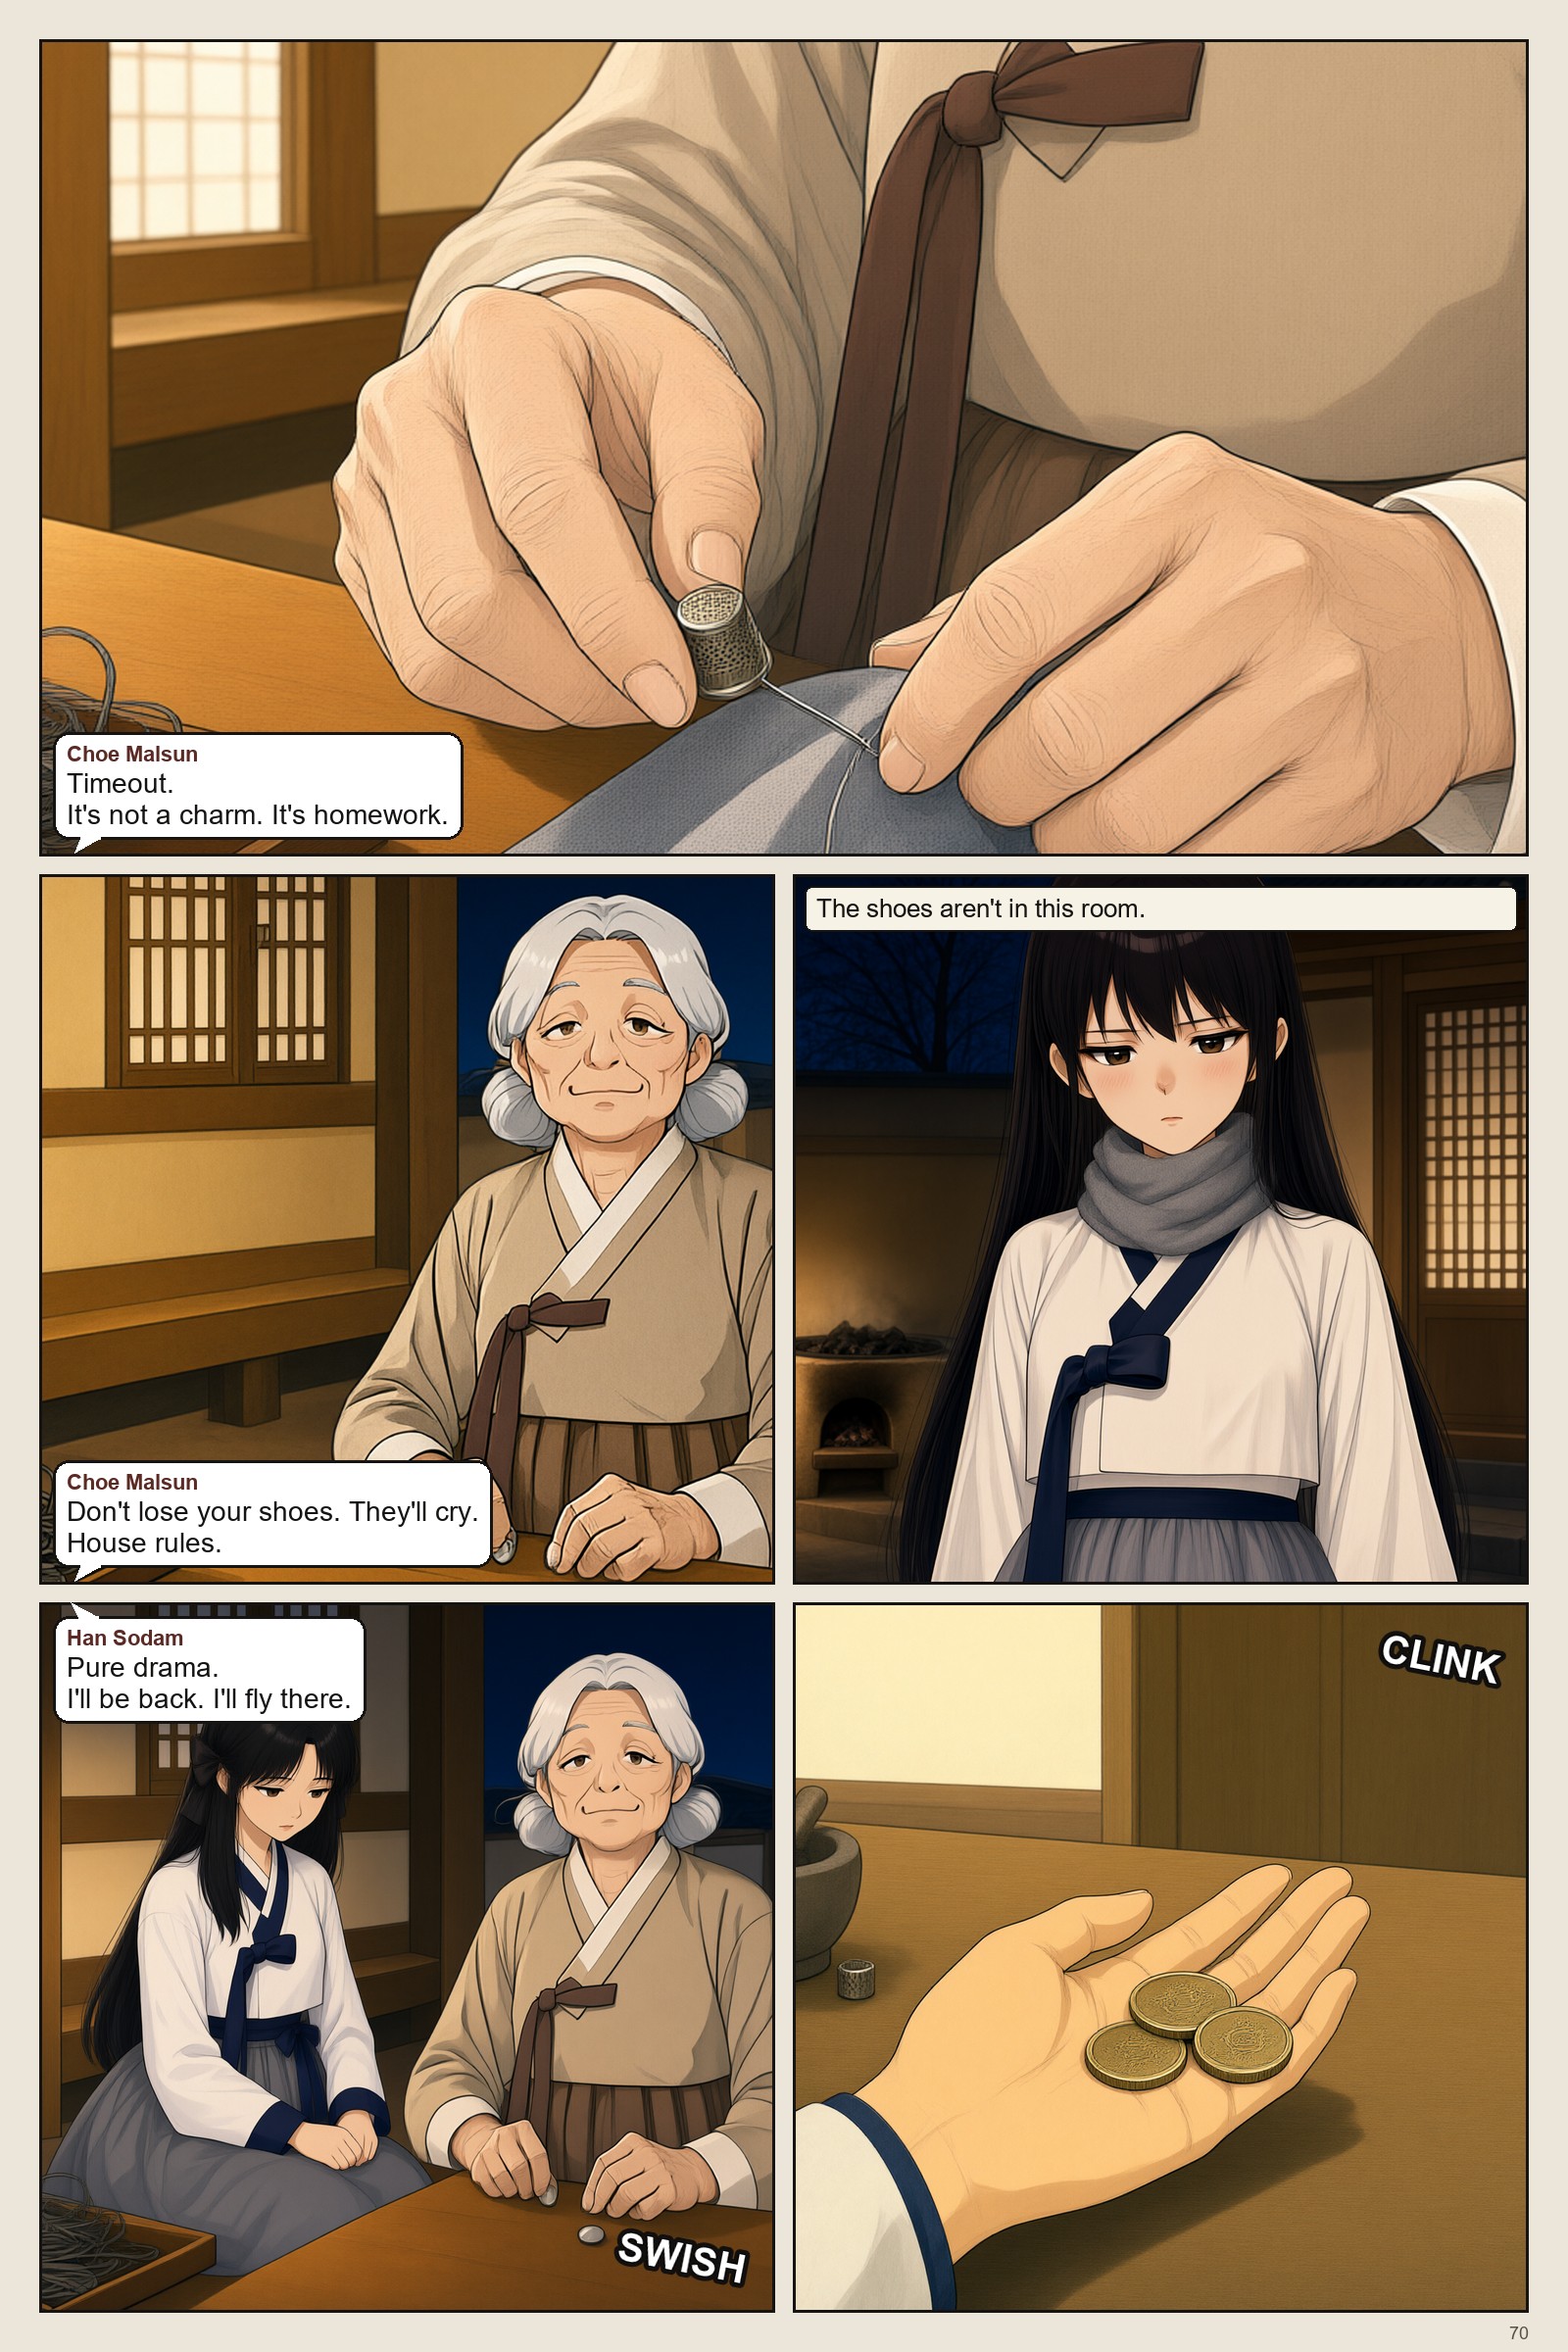 Choe Malsun
Timeout.
It's not a charm. It's homework.
Choe Malsun
Don't lose your shoes. They'll cry.
House rules.
The shoes aren't in this room.
Han Sodam
Pure drama.
I'll be back. I'll fly there.
SWISH
CLINK
70